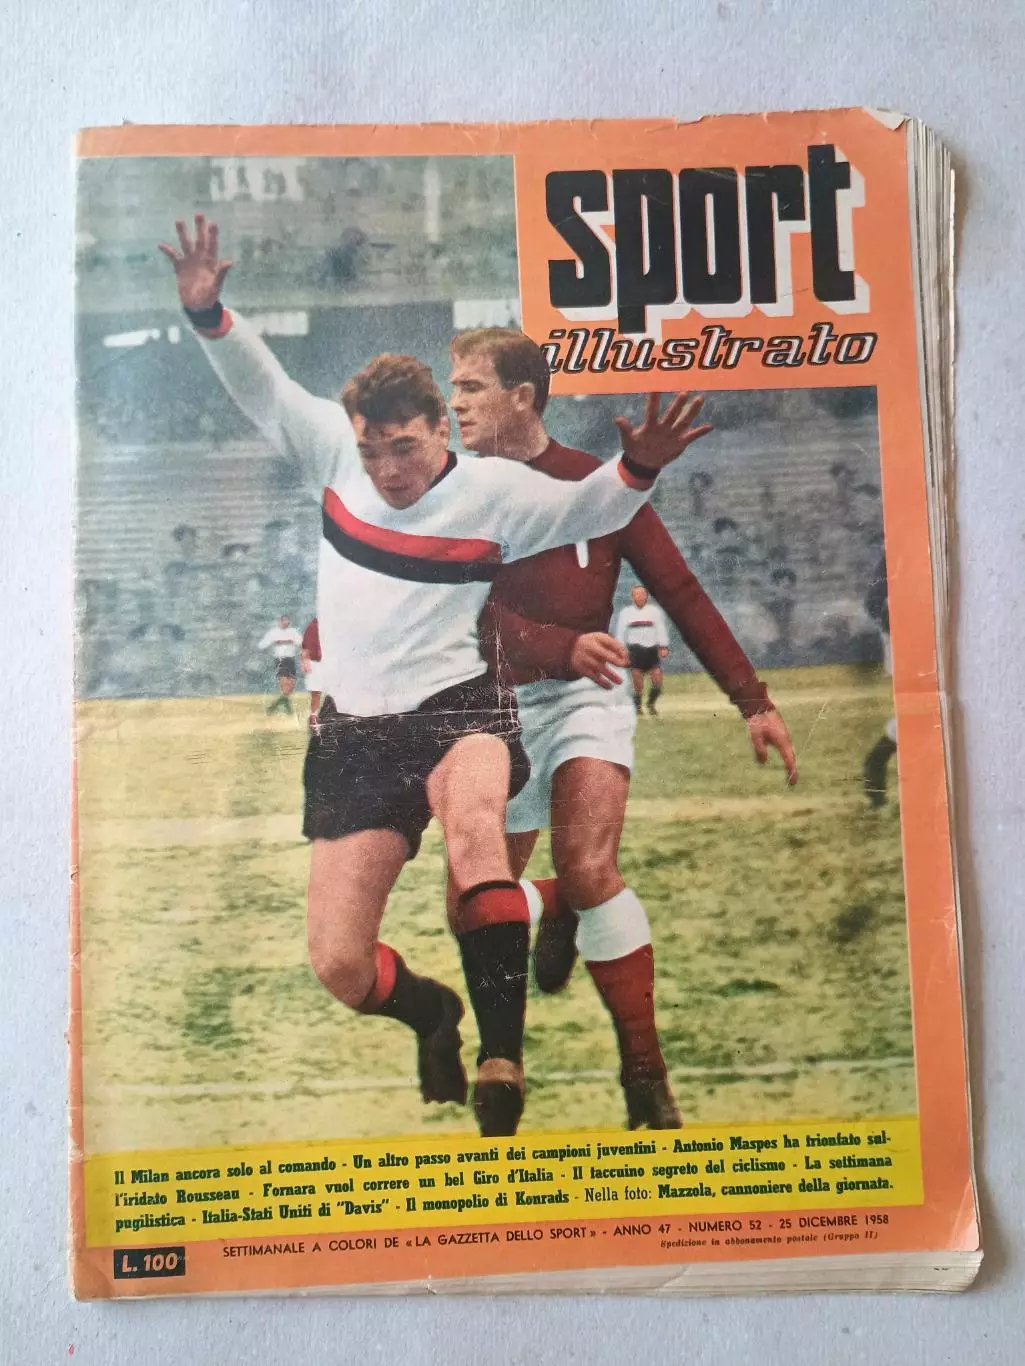 sport
illustrato
Il Milan ancora solo al comando - Un altro passo avanti dei campioni juventini - Antonio Maspes ha trionfato sul-
l'iridato Rousseau - Fornara vuol correre un bel Giro d'Italia - Il taccuino segreto del ciclismo - La settimana
pugilistica - Italia-Stati Uniti di "Davis" - Il monopolio di Konrads - Nella foto: Mazzola, cannoniere della giornata.
L. 100
SETTIMANALE A COLORI DE « LA GAZZETTA DELLO SPORT » - ANNO 47 - NUMERO 52 - 25 DICEMBRE 1958
Spedizione in abbonamento postale (Gruppo II)